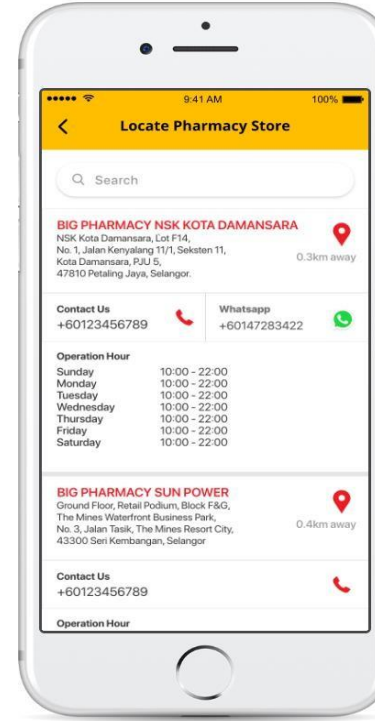 9:41 AM
100%
Locate Pharmacy Store
Search
BIG PHARMACY NSK KOTA DAMANSARA
NSK Kota Damansara, Lot F14,
No. 1, Jalan Kenyalang 11/1, Seksten 11,
Kota Damansara, PJU 5,
47810 Petaling Jaya, Selangor.
0.3km away
Contact Us
+60123456789
Whatsapp
+60147283422
Operation Hour
Sunday 10:00 - 22:00
Monday 10:00 - 22:00
Tuesday 10:00 - 22:00
Wednesday 10:00 - 22:00
Thursday 10:00 - 22:00
Friday 10:00 - 22:00
Saturday 10:00 - 22:00
BIG PHARMACY SUN POWER
Ground Floor, Retail Podium, Block F&G,
The Mines Waterfront Business Park,
No. 3, Jalan Tasik, The Mines Resort City,
43300 Seri Kembangan, Selangor
0.4km away
Contact Us
+60123456789
Operation Hour